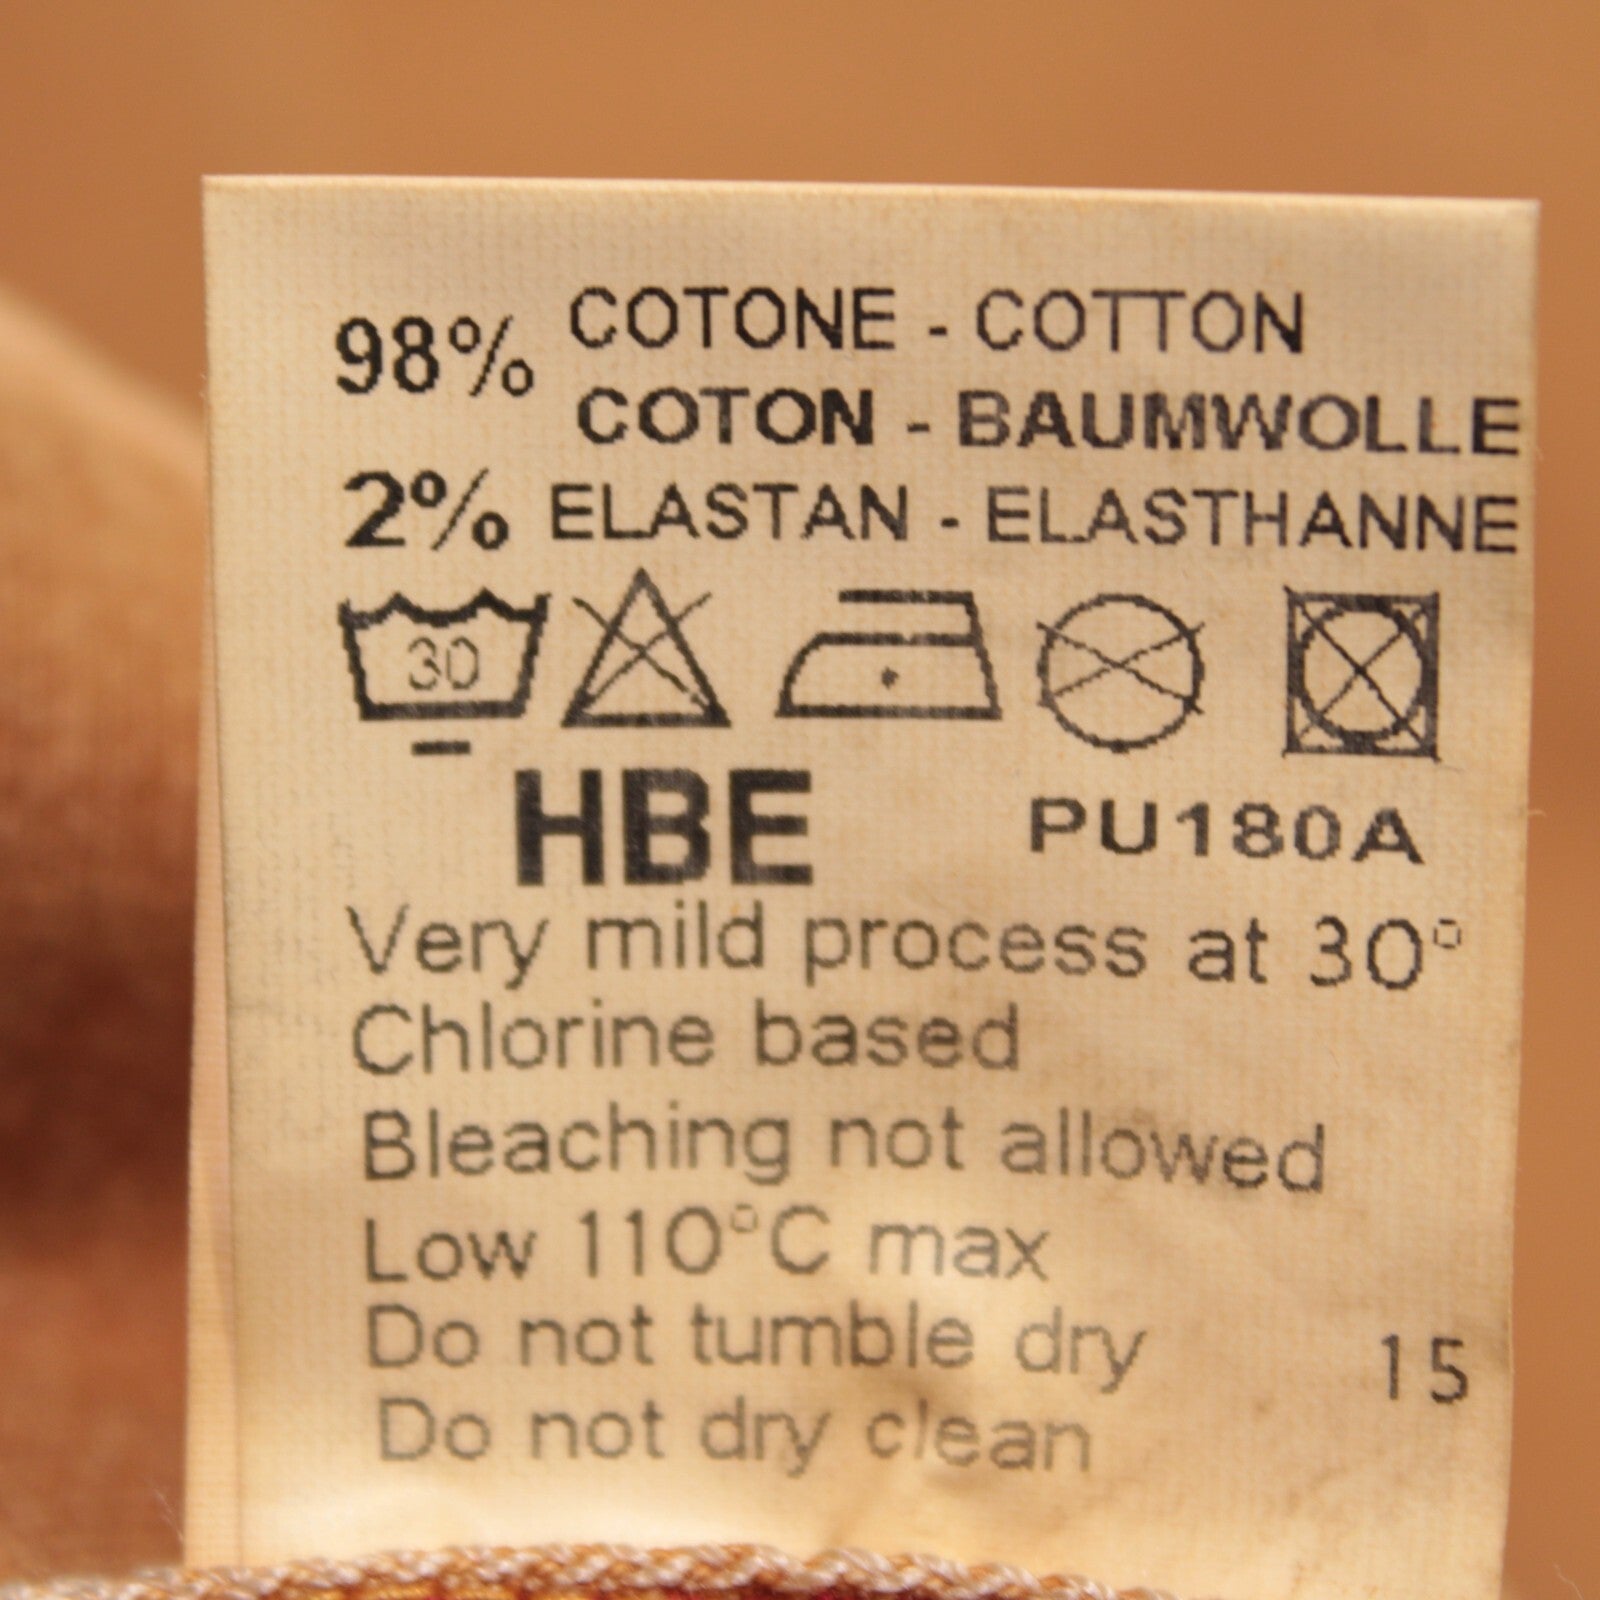 98% COTONE - COTTON
COTON - BAUMWOLLE
2% ELASTAN - ELASTHANNE
30
HBE PU180A
Very mild process at 30°
Chlorine based
Bleaching not allowed
Low 110°C max
Do not tumble dry
15
Do not dry clean